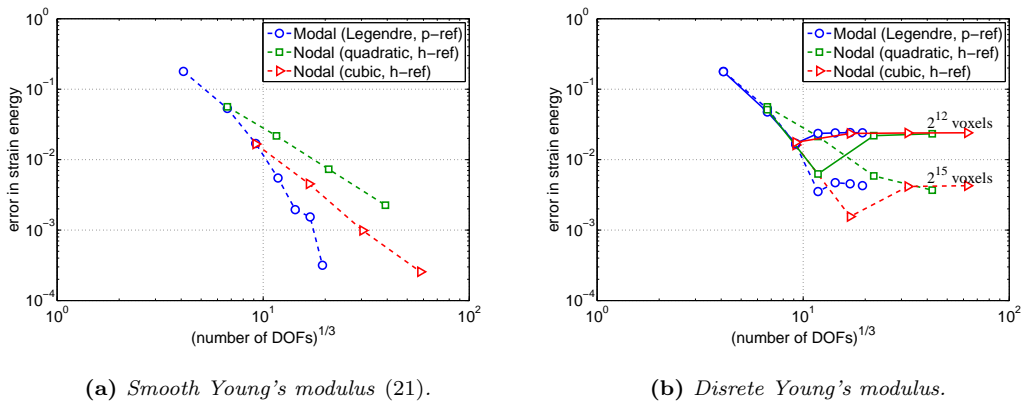 10^0
10^-1
10^-2
10^-3
10^-4
error in strain energy
10^0
10^1
10^2
(number of DOFs)^1/3
Modal (Legendre, p-ref)
Nodal (quadratic, h-ref)
Nodal (cubic, h-ref)
(a) Smooth Young's modulus (21).
10^0
10^-1
10^-2
10^-3
10^-4
error in strain energy
10^0
10^1
10^2
(number of DOFs)^1/3
Modal (Legendre, p-ref)
Nodal (quadratic, h-ref)
Nodal (cubic, h-ref)
2^12 voxels
2^15 voxels
(b) Disrete Young's modulus.